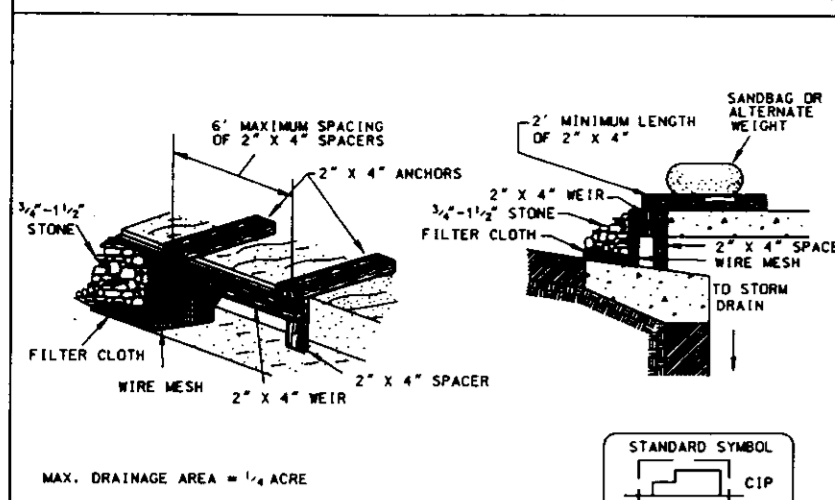 6' MAXIMUM SPACING
OF 2" X 4" SPACERS
2" X 4" ANCHORS
3/4"-1 1/2"
STONE
FILTER CLOTH
WIRE MESH
2" X 4" WEIR
2" X 4" SPACER
MAX. DRAINAGE AREA = 1/4 ACRE
SANDBAG OR
ALTERNATE
WEIGHT
2' MINIMUM LENGTH
OF 2" X 4"
2" X 4" WEIR
3/4"-1 1/2" STONE
FILTER CLOTH
2" X 4" SPACE
WIRE MESH
TO STORM
DRAIN
STANDARD SYMBOL
CIP